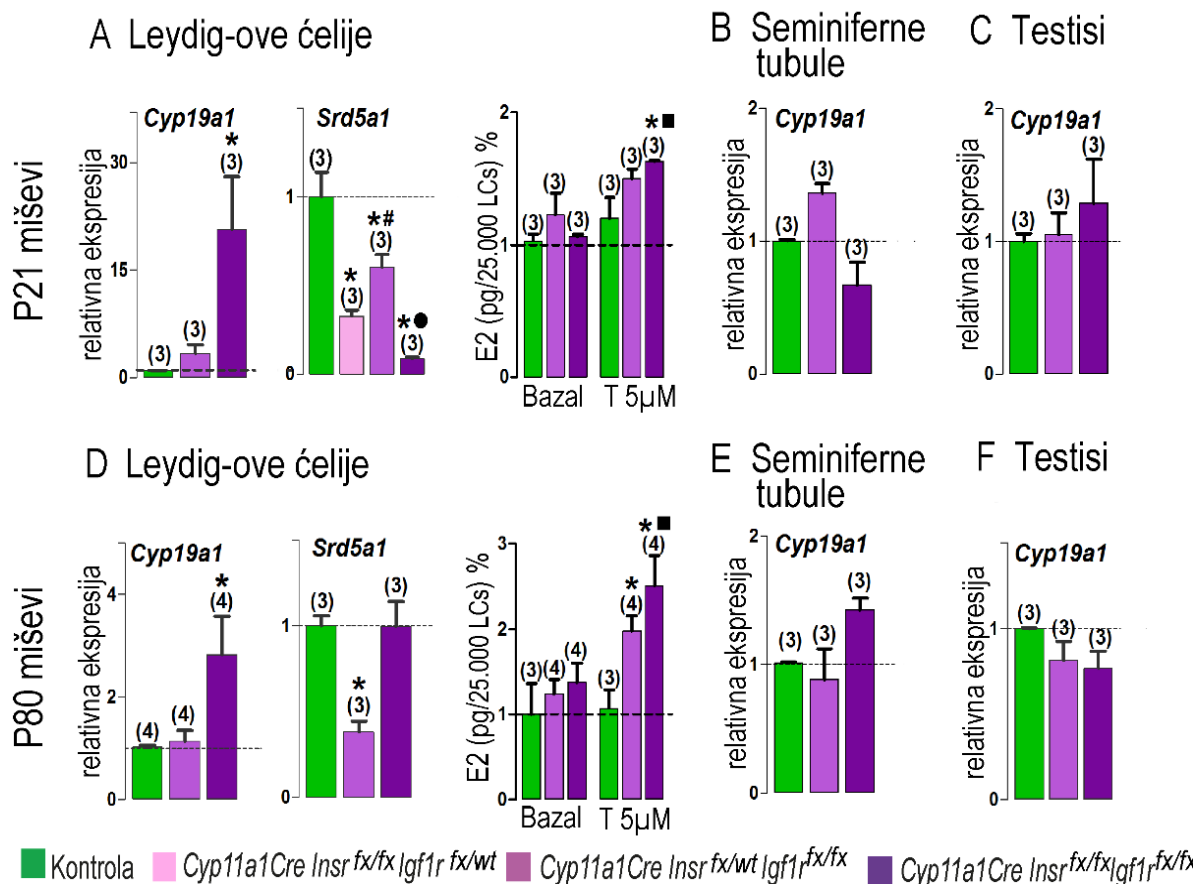 A Leydig-ove ćelije
B Seminiferne
tubule
C Testisi
P21 miševi
relativna ekspresija
Cyp19a1
30
15
0
(3)
(3)
*
(3)
Srd5a1
1
0
(3)
*
(3)
*#
(3)
*●
(3)
E2 (pg/25.000 LCs) %
2
1
0
(3)
(3)
(3)
(3)
(3)
*■
(3)
Bazal T 5µM
relativna ekspresija
Cyp19a1
2
1
0
(3)
(3)
(3)
relativna ekspresija
Cyp19a1
2
1
0
(3)
(3)
(3)
D Leydig-ove ćelije
E Seminiferne
tubule
F Testisi
P80 miševi
relativna ekspresija
Cyp19a1
4
2
0
(4)
(4)
*
(4)
Srd5a1
1
0
(3)
*
(3)
(3)
E2 (pg/25.000 LCs) %
3
2
1
0
(3)
(4)
(4)
(3)
*
(4)
*■
(4)
Bazal T 5µM
relativna ekspresija
Cyp19a1
2
1
0
(3)
(3)
(3)
relativna ekspresija
Cyp19a1
1
0
(3)
(3)
(3)
Kontrola Cyp11a1Cre Insr fx/fx Igf1r fx/wt Cyp11a1Cre Insr fx/wt Igf1r fx/fx Cyp11a1Cre Insr fx/fx Igf1r fx/fx